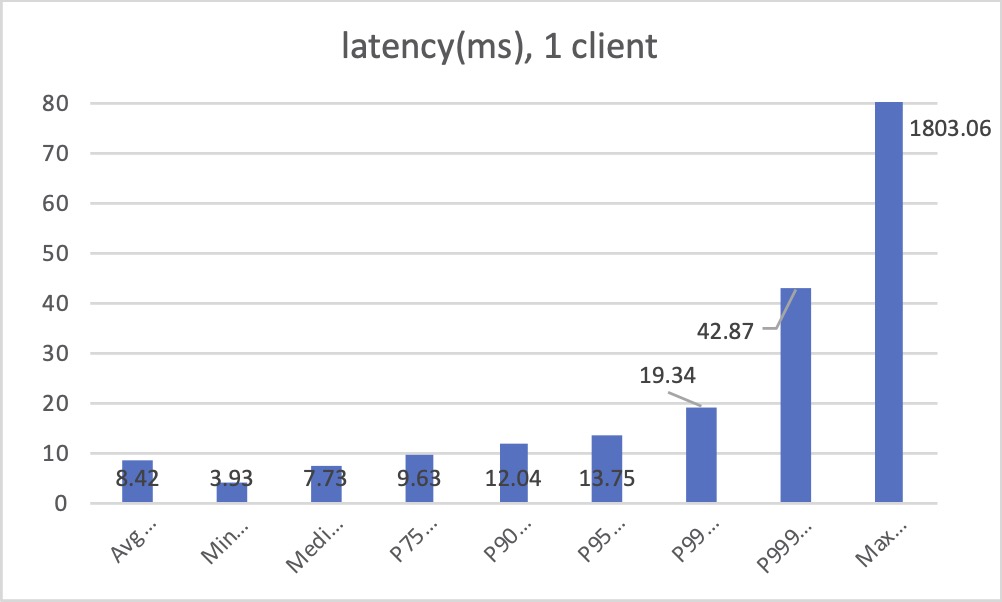 latency(ms), 1 client
80
70
60
50
40
30
20
10
0
1803.06
42.87
19.34
8.42
3.93
7.73
9.63
12.04
13.75
Avg...
Min...
Medi...
P75...
P90...
P95...
P99...
P999...
Max...